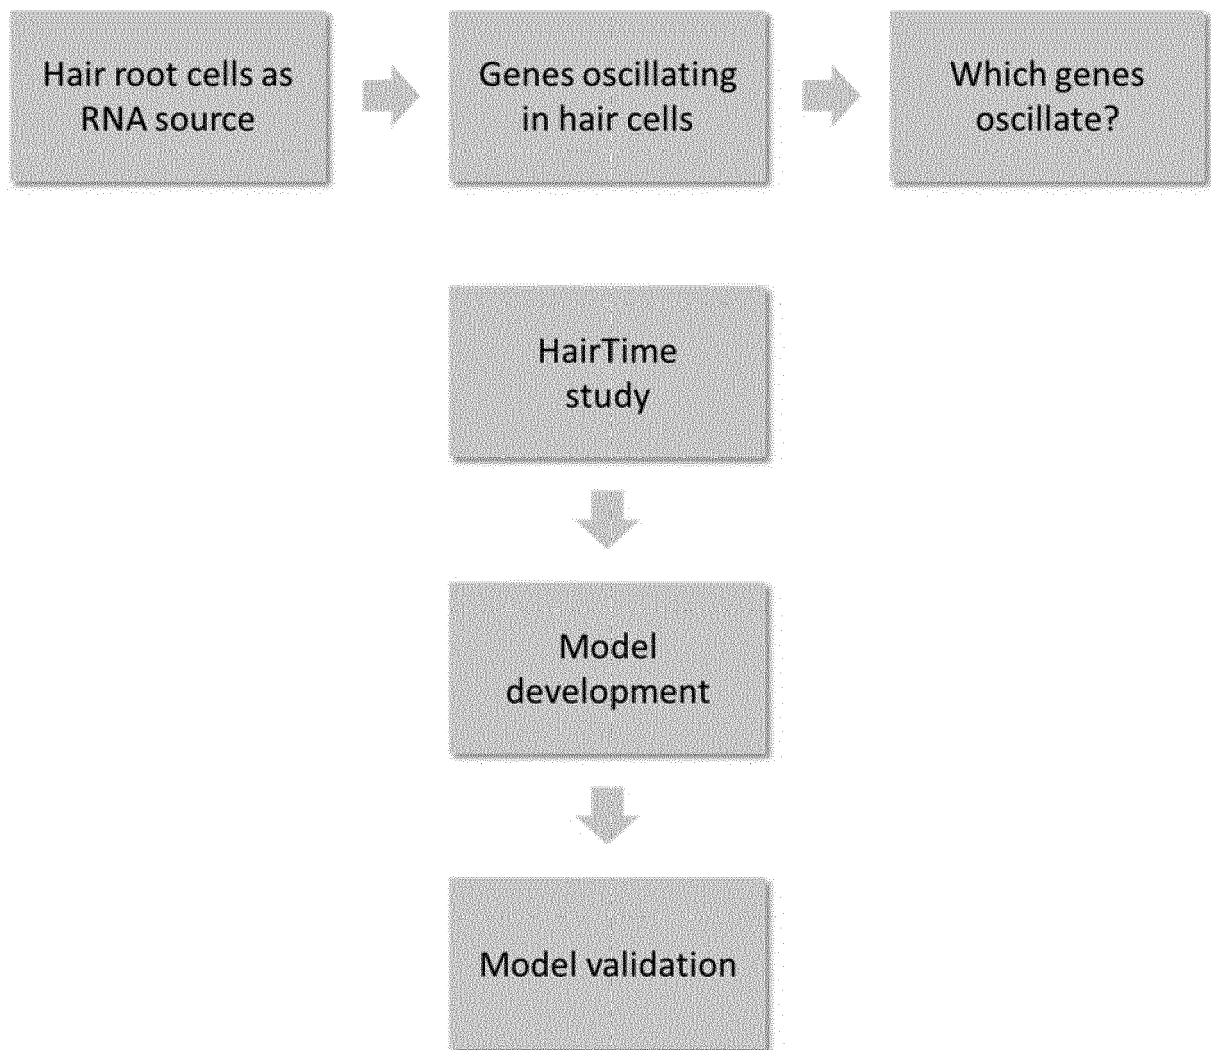 Hair root cells as
RNA source
Genes oscillating
in hair cells
Which genes
oscillate?
HairTime
study
Model
development
Model validation